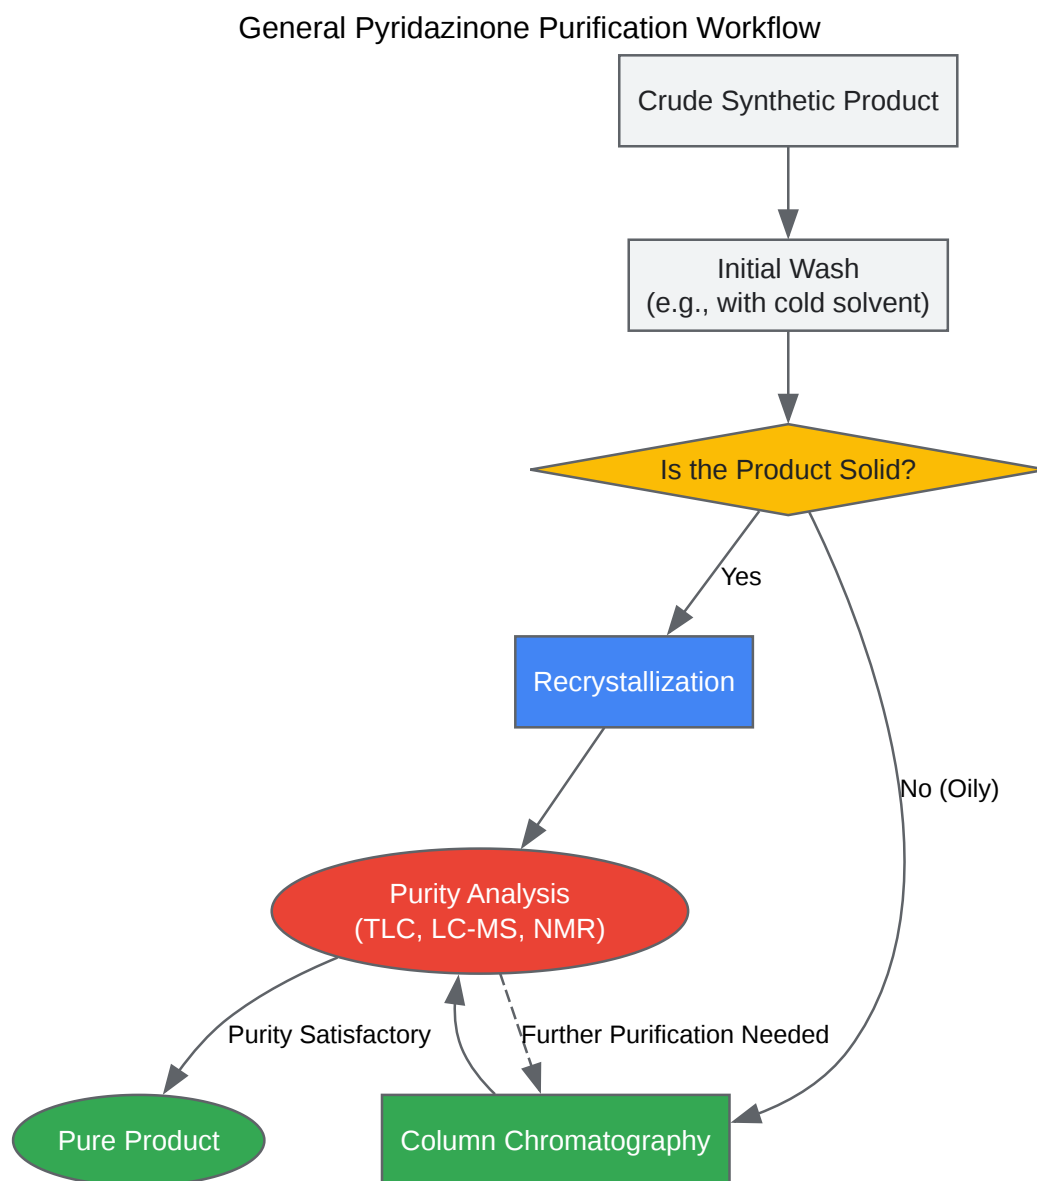 General Pyridazinone Purification Workflow
Crude Synthetic Product
Initial Wash
(e.g., with cold solvent)
Is the Product Solid?
Yes
Recrystallization
No (Oily)
Purity Analysis
(TLC, LC-MS, NMR)
Purity Satisfactory
Further Purification Needed
Pure Product
Column Chromatography